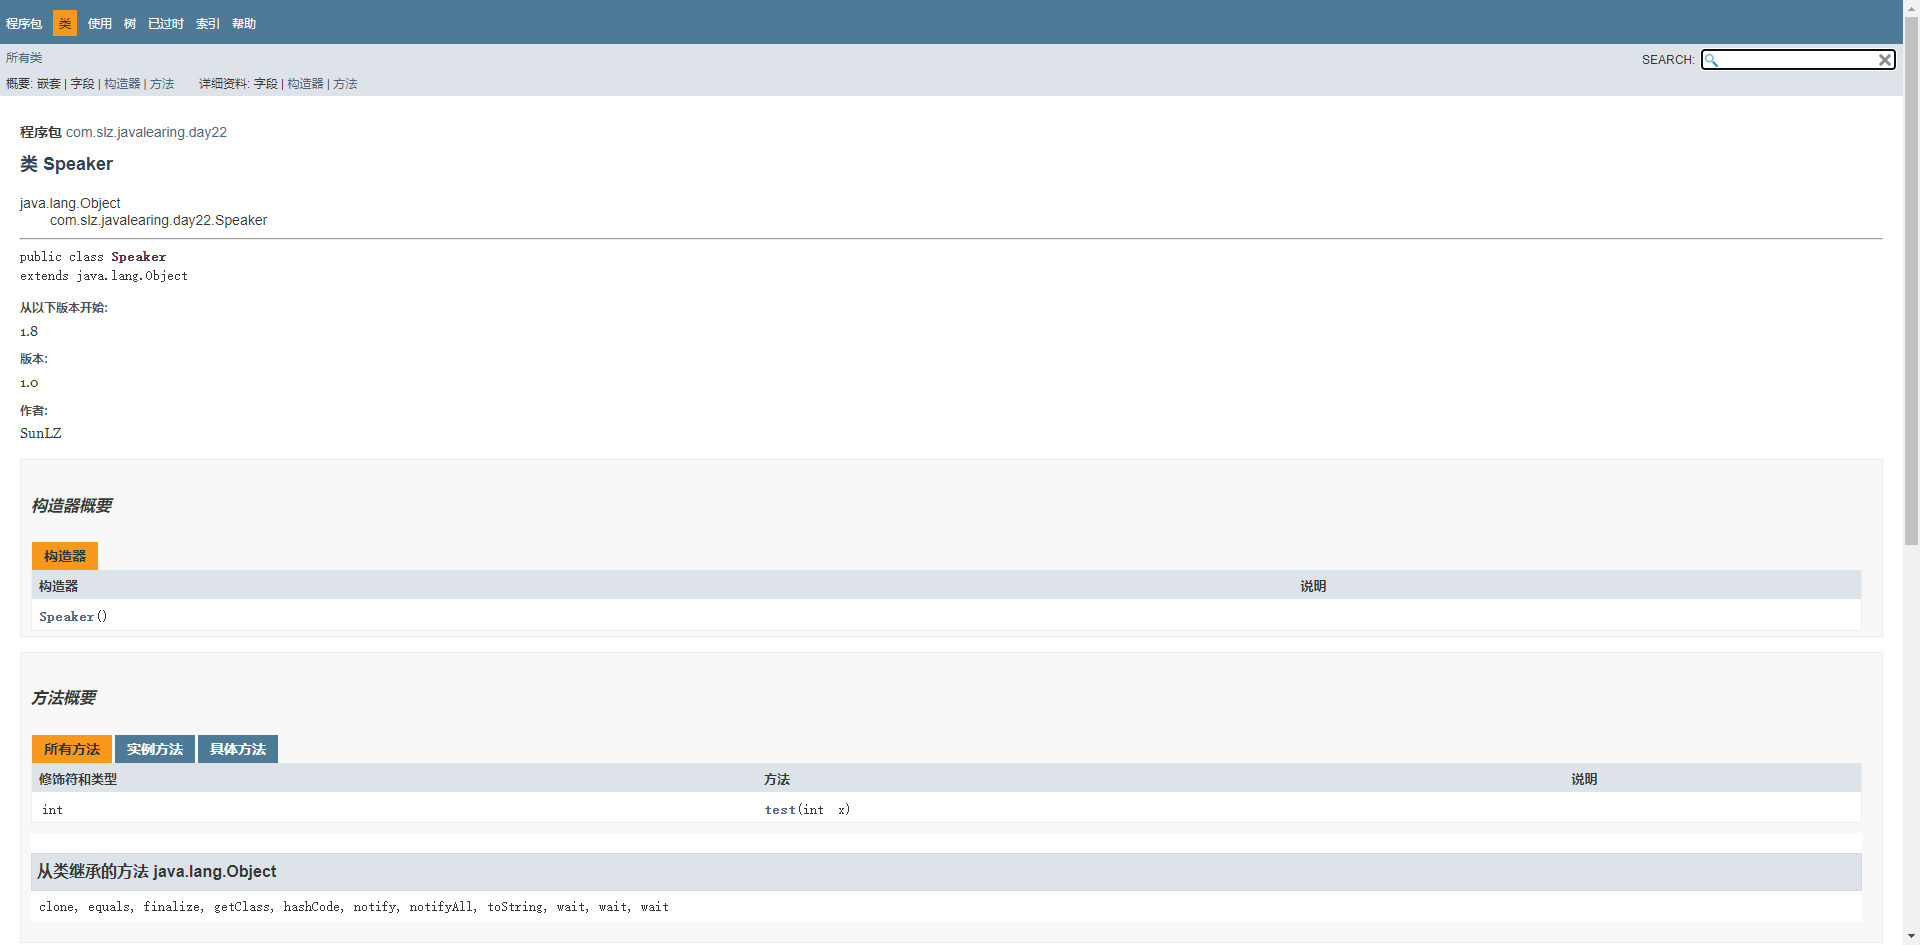 程序包 类 使用 树 已过时 索引 帮助
所有类
SEARCH:
概要: 嵌套 | 字段 | 构造器 | 方法 详细资料: 字段 | 构造器 | 方法
程序包 com.slz.javalearing.day22
类 Speaker
java.lang.Object
com.slz.javalearing.day22.Speaker
public class Speaker
extends java.lang.Object
从以下版本开始:
1.8
版本:
1.0
作者:
SunLZ
构造器概要
构造器
构造器 说明
Speaker()
方法概要
所有方法 实例方法 具体方法
修饰符和类型 方法 说明
int test(int x)
从类继承的方法 java.lang.Object
clone, equals, finalize, getClass, hashCode, notify, notifyAll, toString, wait, wait, wait